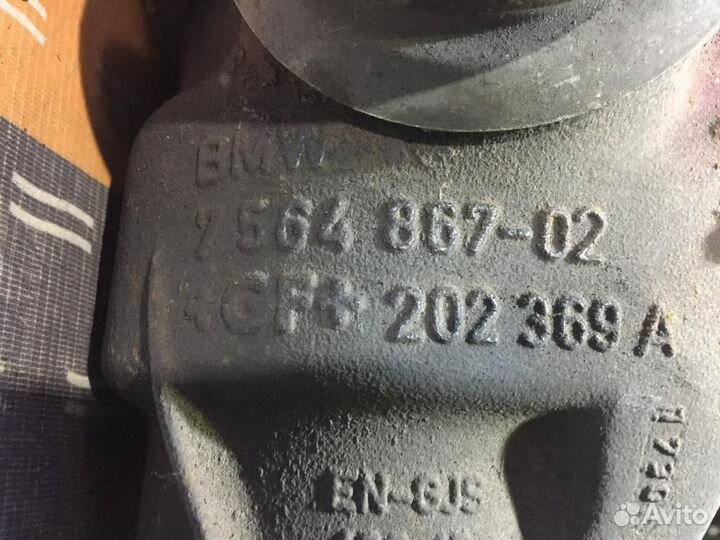 BMW
7 564 867-02
+GF+ 202 369 A
EN-GJS
Avito